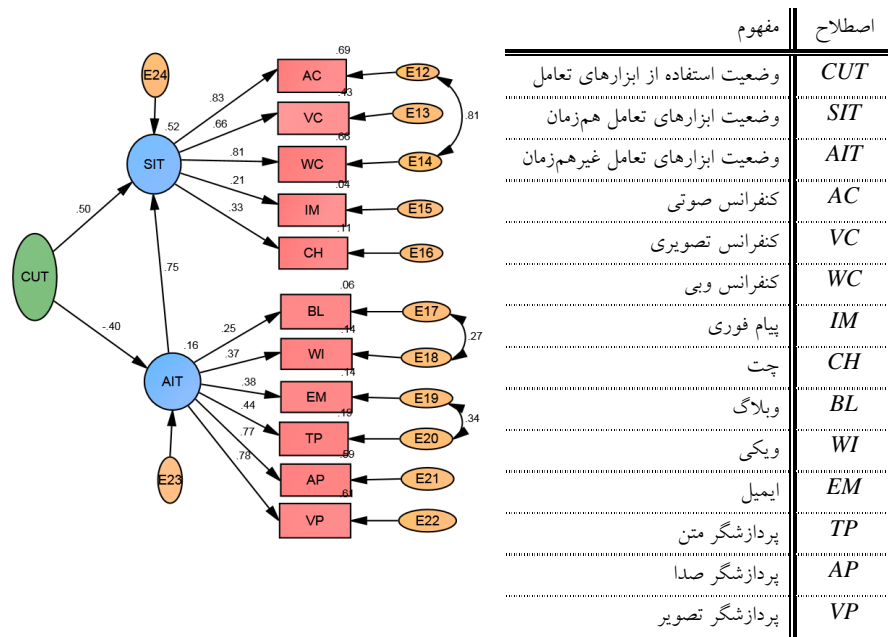 E24
.52
SIT
.83
.66
.81
.21
.33
.69
AC
E12
.43
VC
E13
.81
.66
WC
E14
.04
IM
E15
.11
CH
E16
.50
CUT
.75
-.40
.16
AIT
E23
.25
.37
.38
.44
.77
.78
.06
BL
E17
.14
WI
E18
.27
.14
EM
E19
.19
TP
E20
.34
.59
AP
E21
.61
VP
E22
اصطلاح مفهوم
CUT وضعیت استفاده از ابزارهای تعامل
SIT وضعیت ابزارهای تعامل هم‌زمان
AIT وضعیت ابزارهای تعامل غیرهم‌زمان
AC کنفرانس صوتی
VC کنفرانس تصویری
WC کنفرانس وبی
IM پیام فوری
CH چت
BL وبلاگ
WI ویکی
EM ایمیل
TP پردازشگر متن
AP پردازشگر صدا
VP پردازشگر تصویر